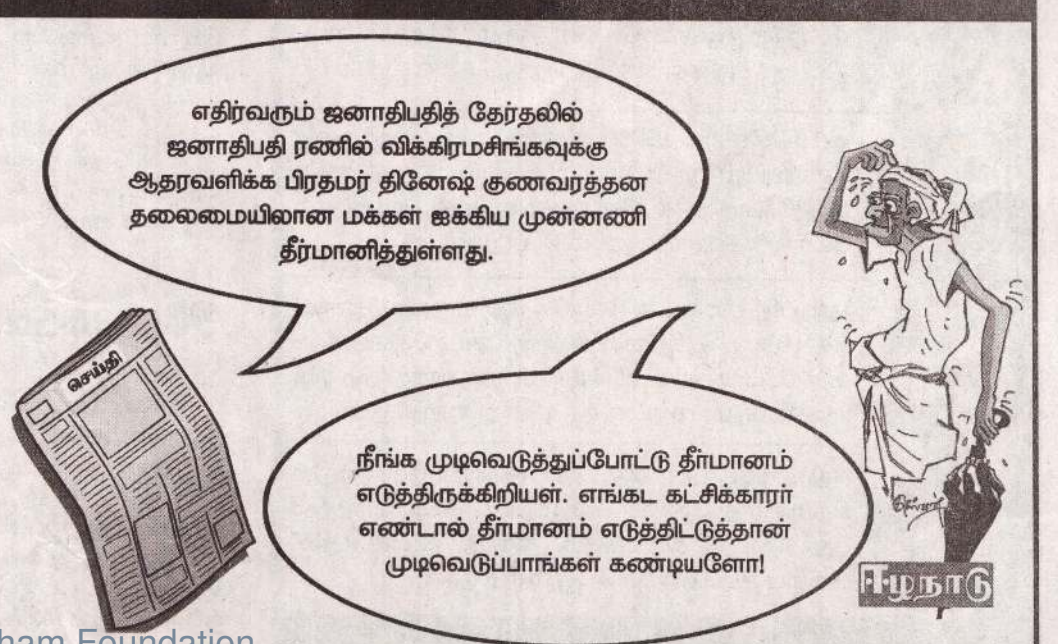 எதிர்வரும் ஜனாதிபதித் தேர்தலில்
ஜனாதிபதி ரணில் விக்கிரமசிங்கவுக்கு
ஆதரவளிக்க பிரதமர் தினேஷ் குணவர்த்தன
தலைமையிலான மக்கள் ஐக்கிய முன்னணி
தீர்மானித்துள்ளது.
செய்தி
நீங்க முடிவெடுத்துப்போட்டு தீர்மானம்
எடுத்திருக்கிறியள். எங்கட கட்சிக்காரர்
எண்டால் தீர்மானம் எடுத்திட்டுத்தான்
முடிவெடுப்பாங்கள் கண்டியளோ!
ஈழநாடு
ham Foundation